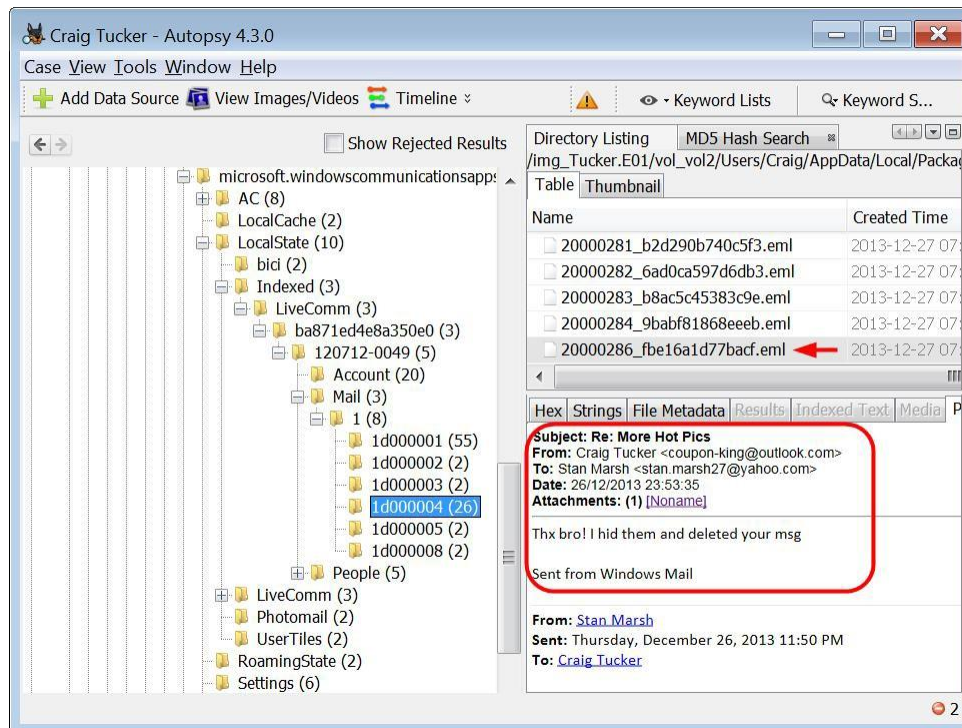 Craig Tucker - Autopsy 4.3.0
Case View Tools Window Help
Add Data Source View Images/Videos Timeline Keyword Lists Keyword S...
Show Rejected Results
microsoft.windowscommunicationsapps
AC (8)
LocalCache (2)
LocalState (10)
bici (2)
Indexed (3)
LiveComm (3)
ba871ed4e8a350e0 (3)
120712-0049 (5)
Account (20)
Mail (3)
1 (8)
1d000001 (55)
1d000002 (2)
1d000003 (2)
1d000004 (26)
1d000005 (2)
1d000008 (2)
People (5)
LiveComm (3)
Photomail (2)
UserTiles (2)
RoamingState (2)
Settings (6)
Directory Listing MD5 Hash Search
/img_Tucker.E01/vol_vol2/Users/Craig/AppData/Local/Packag
Table Thumbnail
Name Created Time
20000281_b2d290b740c5f3.eml 2013-12-27 07:
20000282_6ad0ca597d6db3.eml 2013-12-27 07:
20000283_b8ac5c45383c9e.eml 2013-12-27 07:
20000284_9babf81868eeeb.eml 2013-12-27 07:
20000286_fbe16a1d77bacf.eml 2013-12-27 07:
Hex Strings File Metadata Results Indexed Text Media P
Subject: Re: More Hot Pics
From: Craig Tucker <coupon-king@outlook.com>
To: Stan Marsh <stan.marsh27@yahoo.com>
Date: 26/12/2013 23:53:35
Attachments: (1) [Noname]
Thx bro! I hid them and deleted your msg
Sent from Windows Mail
From: Stan Marsh
Sent: Thursday, December 26, 2013 11:50 PM
To: Craig Tucker
2